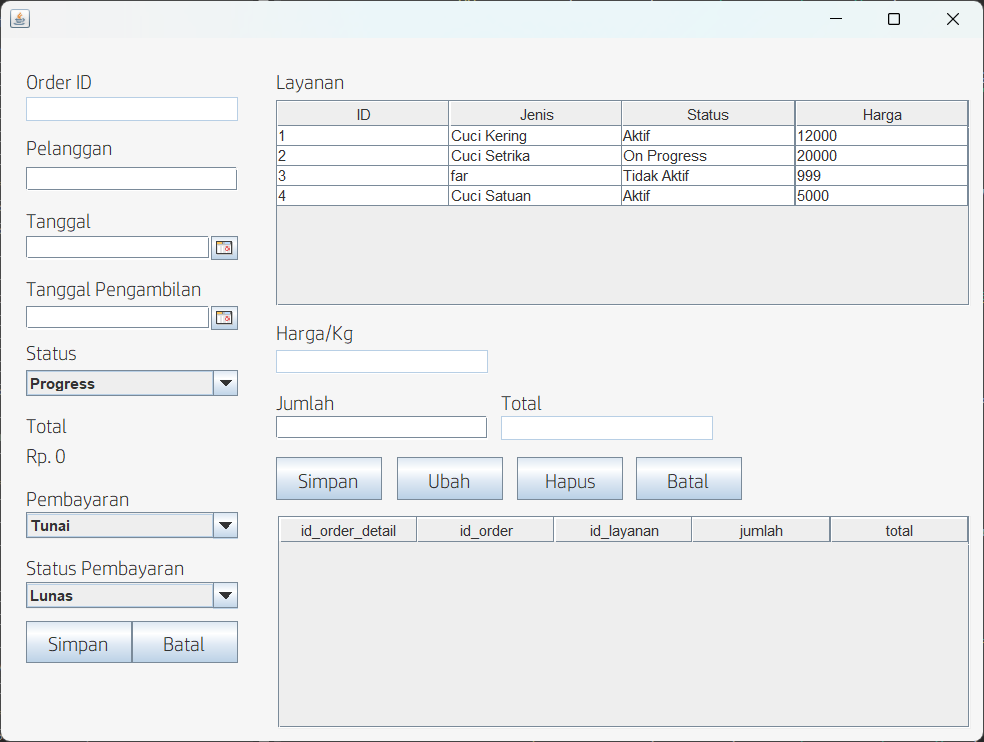 Order ID
Pelanggan
Tanggal
Tanggal Pengambilan
Status
Progress
Total
Rp. 0
Pembayaran
Tunai
Status Pembayaran
Lunas
Simpan Batal
Layanan
ID Jenis Status Harga
1 Cuci Kering Aktif 12000
2 Cuci Setrika On Progress 20000
3 far Tidak Aktif 999
4 Cuci Satuan Aktif 5000
Harga/Kg
Jumlah Total
Simpan Ubah Hapus Batal
id_order_detail id_order id_layanan jumlah total